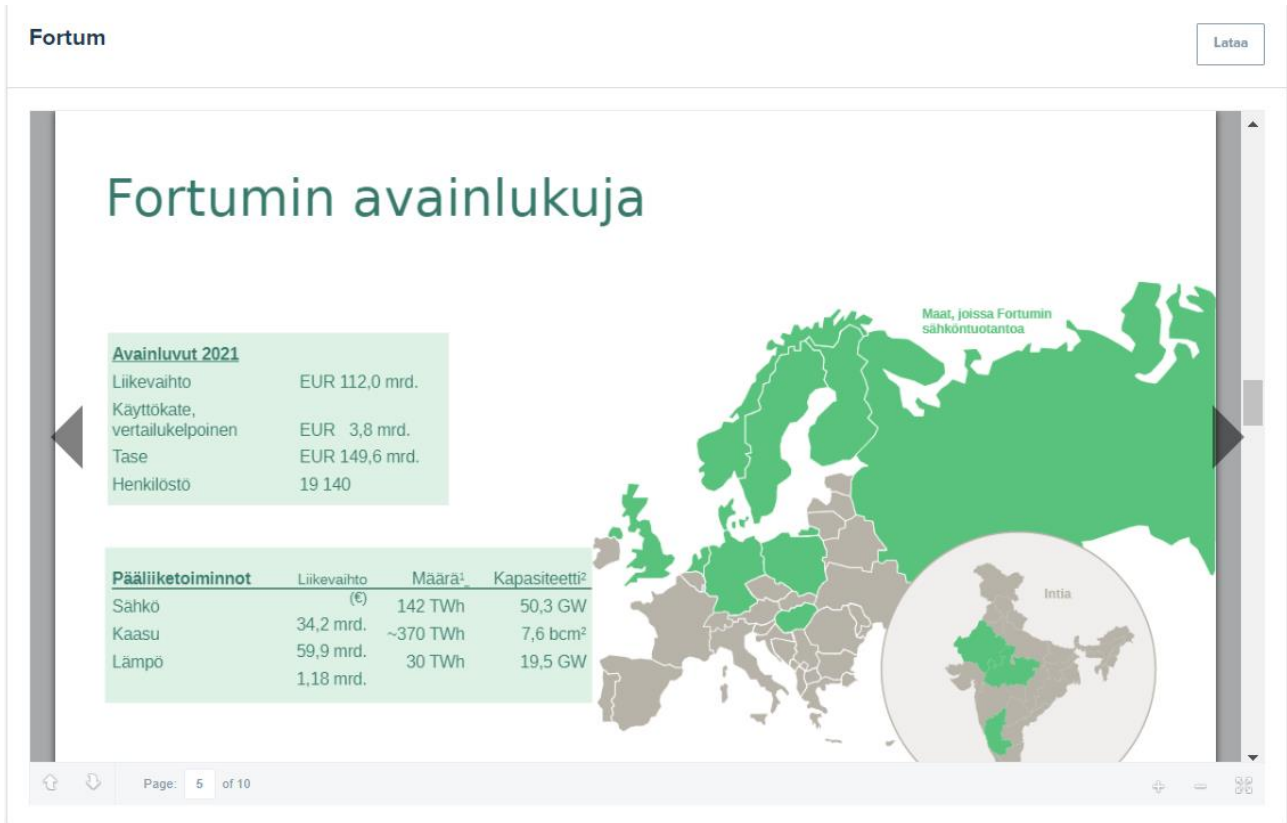 Fortum
Lataa
Fortumin avainlukuja
Maat, joissa Fortumin
sähköntuotantoa
Avainluvut 2021
Liikevaihto EUR 112,0 mrd.
Käyttökate,
vertailukelpoinen EUR 3,8 mrd.
Tase EUR 149,6 mrd.
Henkilöstö 19 140
Pääliiketoiminnot Liikevaihto Määrä¹ Kapasiteetti²
(€)
Sähkö 142 TWh 50,3 GW
34,2 mrd.
Kaasu ~370 TWh 7,6 bcm²
59,9 mrd.
Lämpö 30 TWh 19,5 GW
1,18 mrd.
Intia
Page: 5 of 10